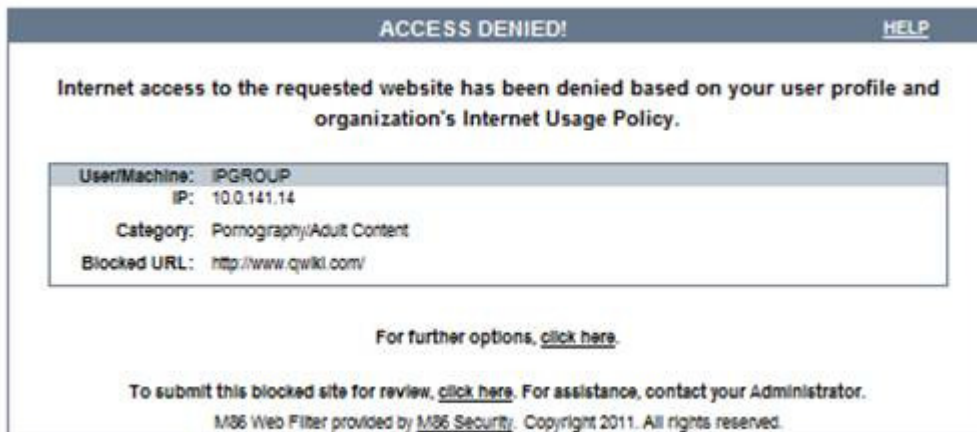 ACCESS DENIED! HELP
Internet access to the requested website has been denied based on your user profile and
organization's Internet Usage Policy.
User/Machine: IPGROUP
IP: 10.0.141.14
Category: Pornography/Adult Content
Blocked URL: http://www.qwiki.com/
For further options, click here.
To submit this blocked site for review, click here. For assistance, contact your Administrator.
M86 Web Filter provided by M86 Security. Copyright 2011. All rights reserved.